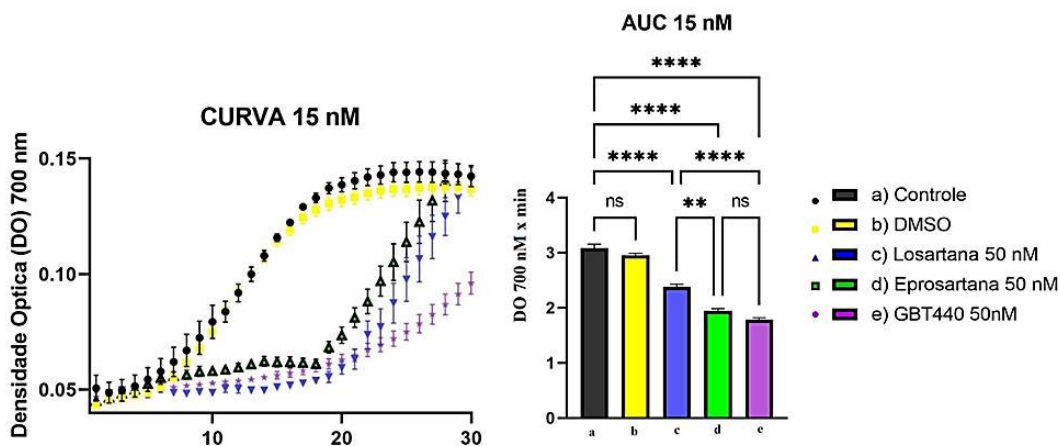 AUC 15 nM
****
****
**** ****
ns ** ns
CURVA 15 nM
Densidade Optica (DO) 700 nm
0.15
0.10
0.05
10 20 30
DO 700 nM x min
4
3
2
1
0
a b c d e
a) Controle
b) DMSO
c) Losartana 50 nM
d) Eprosartana 50 nM
e) GBT440 50nM